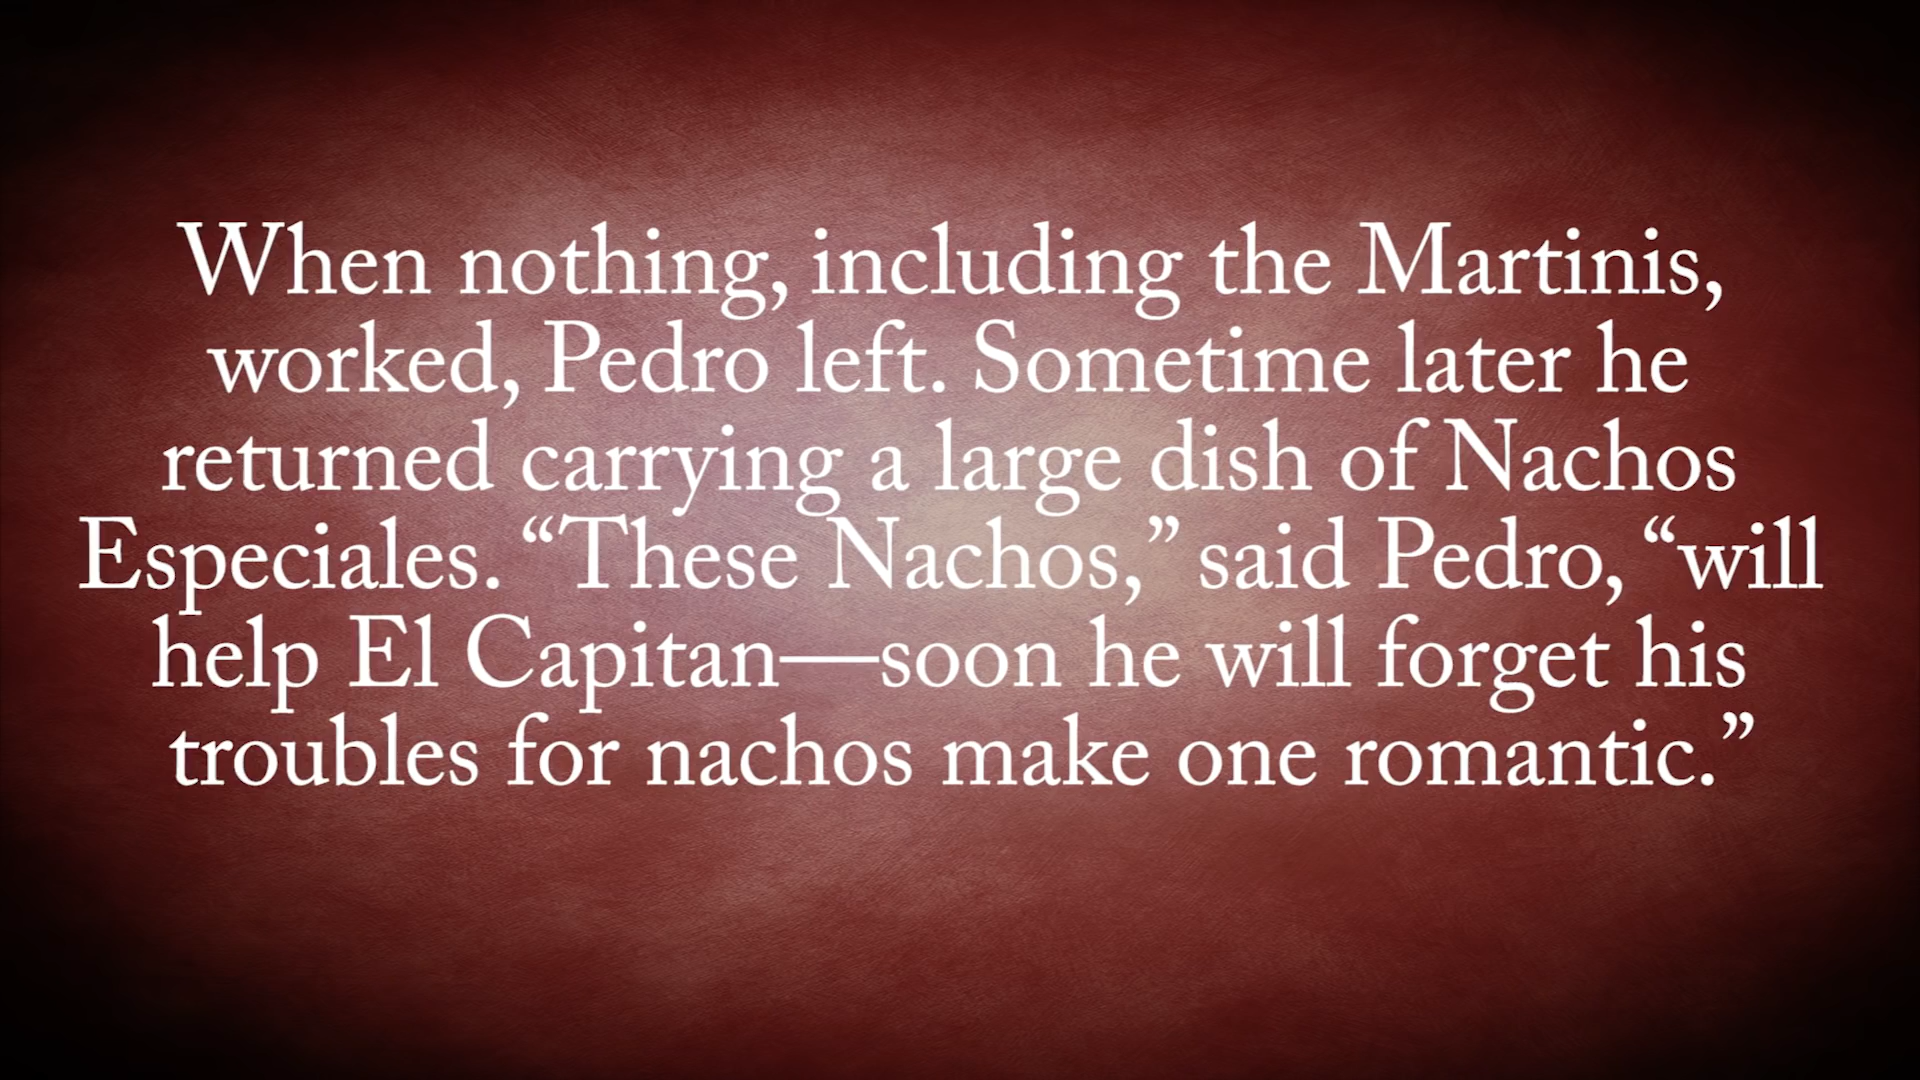 When nothing, including the Martinis,
worked, Pedro left. Sometime later he
returned carrying a large dish of Nachos
Especiales. “These Nachos,” said Pedro, “will
help El Capitan—soon he will forget his
troubles for nachos make one romantic.”